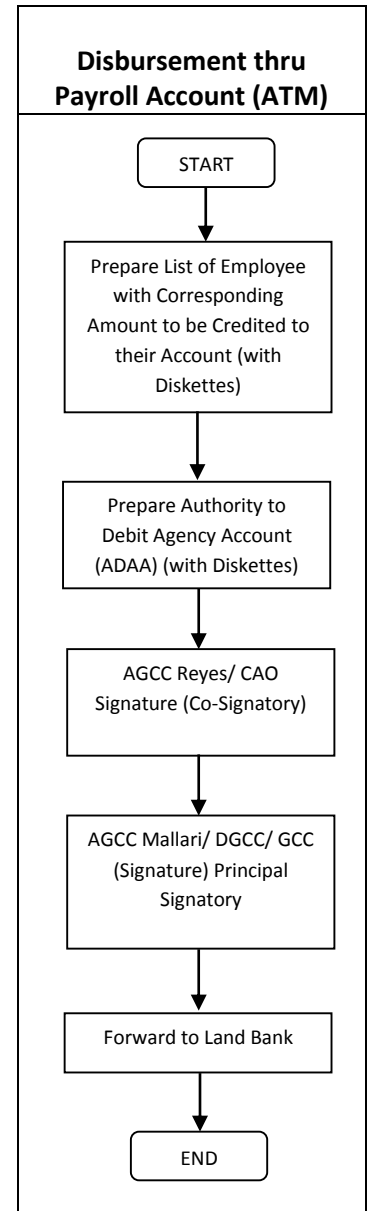 Disbursement thru
Payroll Account (ATM)
START
Prepare List of Employee
with Corresponding
Amount to be Credited to
their Account (with
Diskettes)
Prepare Authority to
Debit Agency Account
(ADAA) (with Diskettes)
AGCC Reyes/ CAO
Signature (Co-Signatory)
AGCC Mallari/ DGCC/ GCC
(Signature) Principal
Signatory
Forward to Land Bank
END